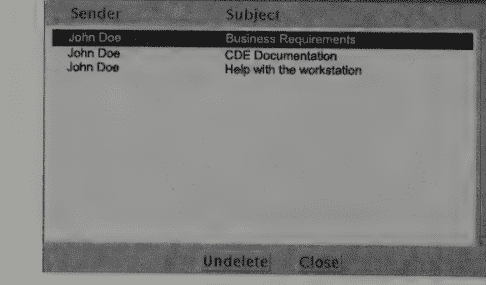 Sender Subject
John Doe Business Requirements
John Doe CDE Documentation
John Doe Help with the workstation
Undelete Close